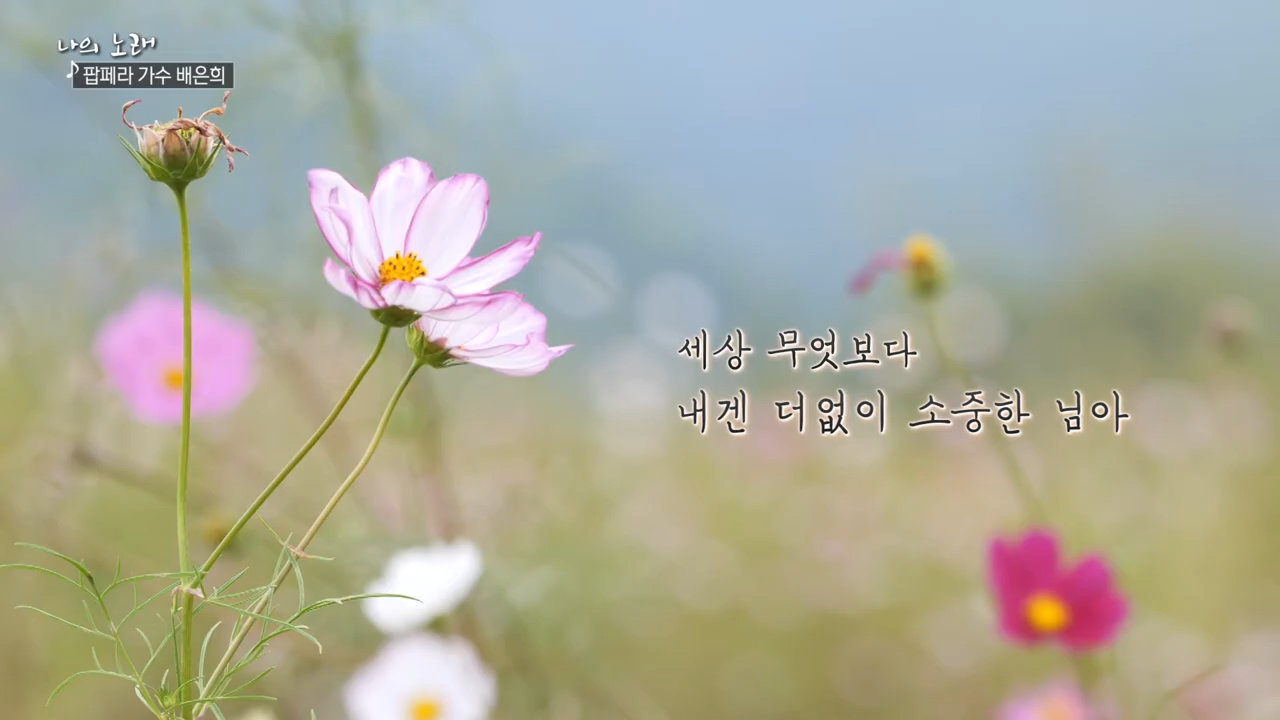 나의 노래
팝페라 가수 배은희
세상 무엇보다
내겐 더없이 소중한 님아